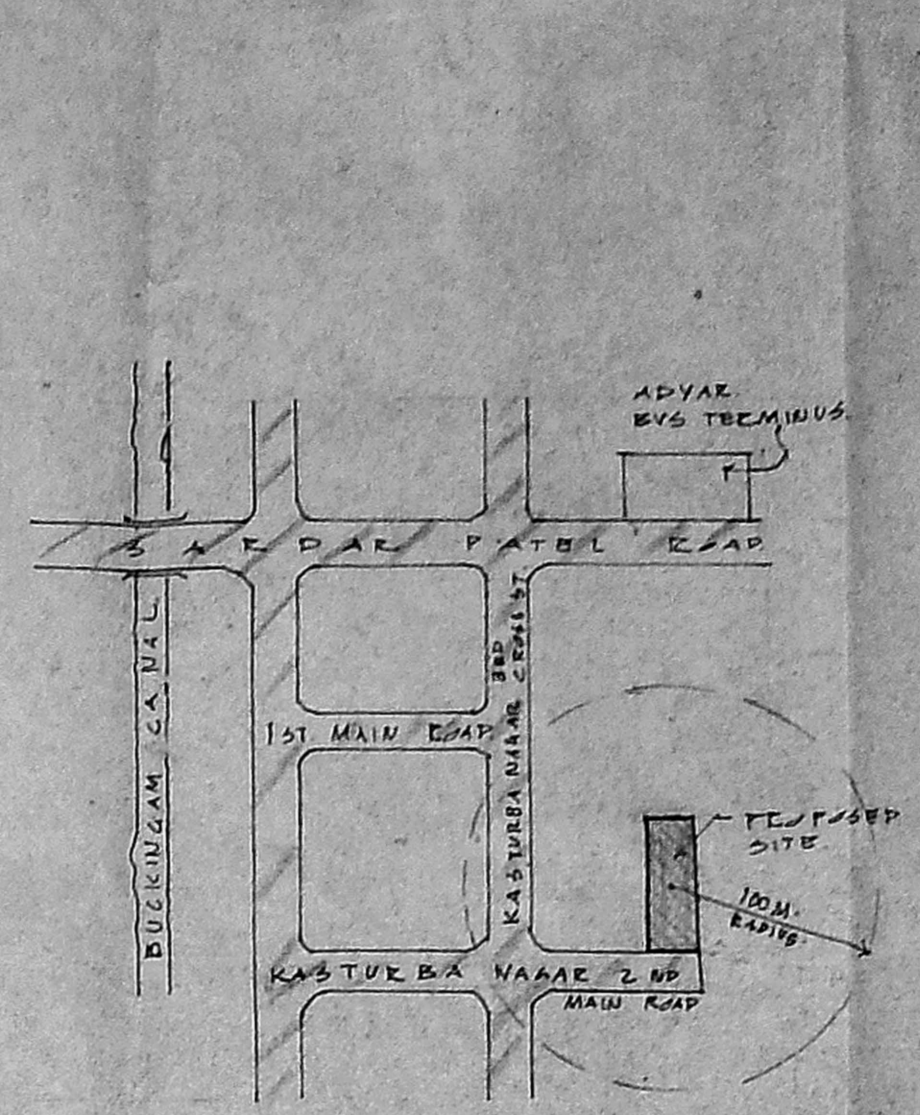 ADYAR
BUS TERMINUS.
SARDAR PATEL ROAD
BUCKINGAM CANAL
KASTURBA NAGAR 3RD
CROSS ST.
1ST MAIN ROAD
PROPOSED
SITE
100M.
RADIUS.
KASTURBA NAGAR 2ND
MAIN ROAD